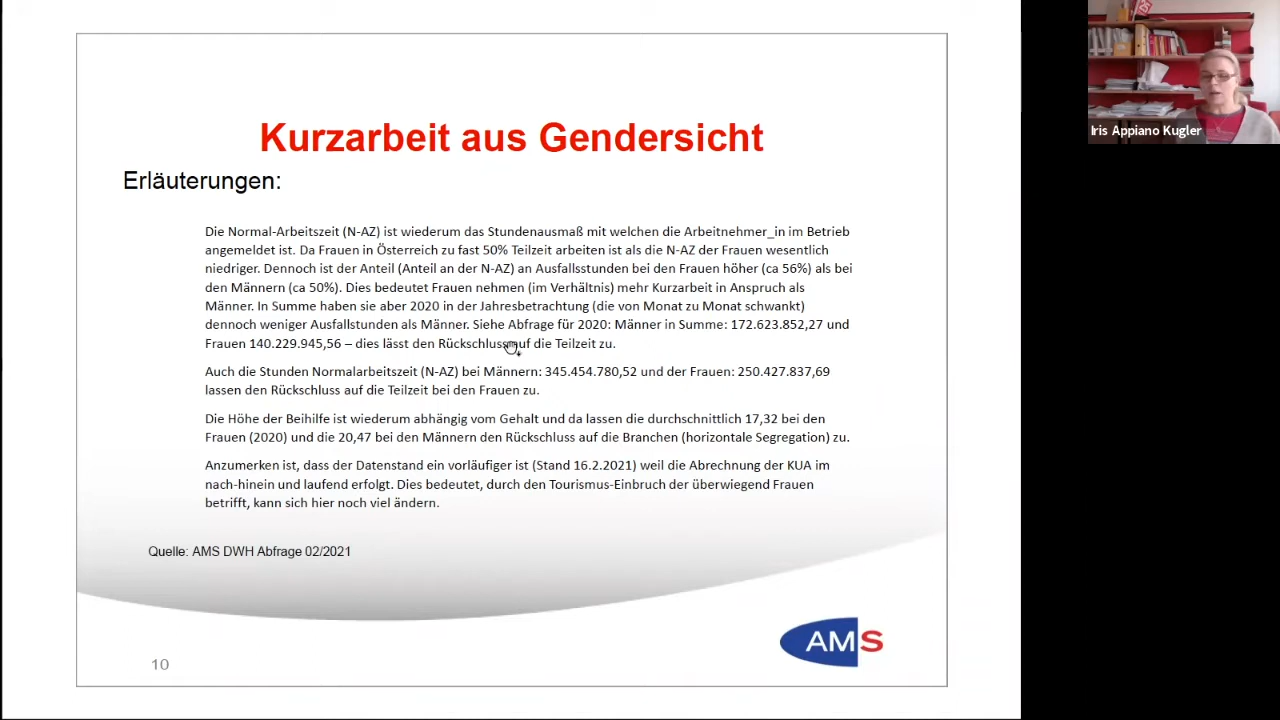 Kurzarbeit aus Gendersicht
Erläuterungen:
Die Normal-Arbeitszeit (N-AZ) ist wiederum das Stundenausmaß mit welchen die Arbeitnehmer_in im Betrieb
angemeldet ist. Da Frauen in Österreich zu fast 50% Teilzeit arbeiten ist als die N-AZ der Frauen wesentlich
niedriger. Dennoch ist der Anteil (Anteil an der N-AZ) an Ausfallsstunden bei den Frauen höher (ca 56%) als bei
den Männern (ca 50%). Dies bedeutet Frauen nehmen (im Verhältnis) mehr Kurzarbeit in Anspruch als
Männer. In Summe haben sie aber 2020 in der Jahresbetrachtung (die von Monat zu Monat schwankt)
dennoch weniger Ausfallstunden als Männer. Siehe Abfrage für 2020: Männer in Summe: 172.623.852,27 und
Frauen 140.229.945,56 – dies lässt den Rückschluss auf die Teilzeit zu.
Auch die Stunden Normalarbeitszeit (N-AZ) bei Männern: 345.454.780,52 und der Frauen: 250.427.837,69
lassen den Rückschluss auf die Teilzeit bei den Frauen zu.
Die Höhe der Beihilfe ist wiederum abhängig vom Gehalt und da lassen die durchschnittlich 17,32 bei den
Frauen (2020) und die 20,47 bei den Männern den Rückschluss auf die Branchen (horizontale Segregation) zu.
Anzumerken ist, dass der Datenstand ein vorläufiger ist (Stand 16.2.2021) weil die Abrechnung der KUA im
nach-hinein und laufend erfolgt. Dies bedeutet, durch den Tourismus-Einbruch der überwiegend Frauen
betrifft, kann sich hier noch viel ändern.
Quelle: AMS DWH Abfrage 02/2021
AMS
10
Iris Appiano Kugler